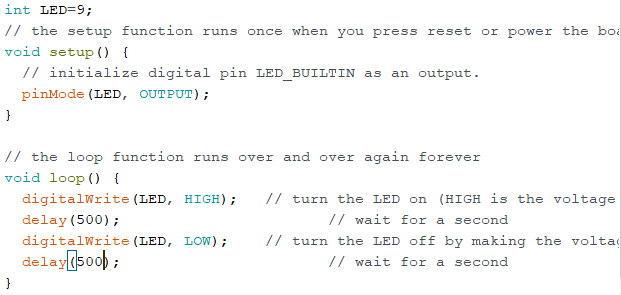 int LED=9;
// the setup function runs once when you press reset or power the
void setup() {
  // initialize digital pin LED_BUILTIN as an output.
  pinMode(LED, OUTPUT);
}

// the loop function runs over and over again forever
void loop() {
  digitalWrite(LED, HIGH);   // turn the LED on (HIGH is the voltage
  delay(500);                       // wait for a second
  digitalWrite(LED, LOW);    // turn the LED off by making the
  delay(500);                       // wait for a second
}